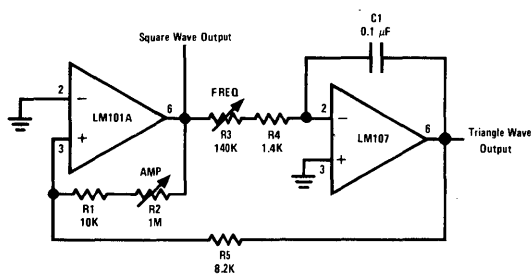 C1
0.1 μF
Square Wave Output
FREQ
2
−
LM101A
6
+
3
R3
140K
R4
1.4K
2
−
LM107
6
+
3
Triangle Wave
Output
AMP
R1
10K
R2
1M
R5
8.2K